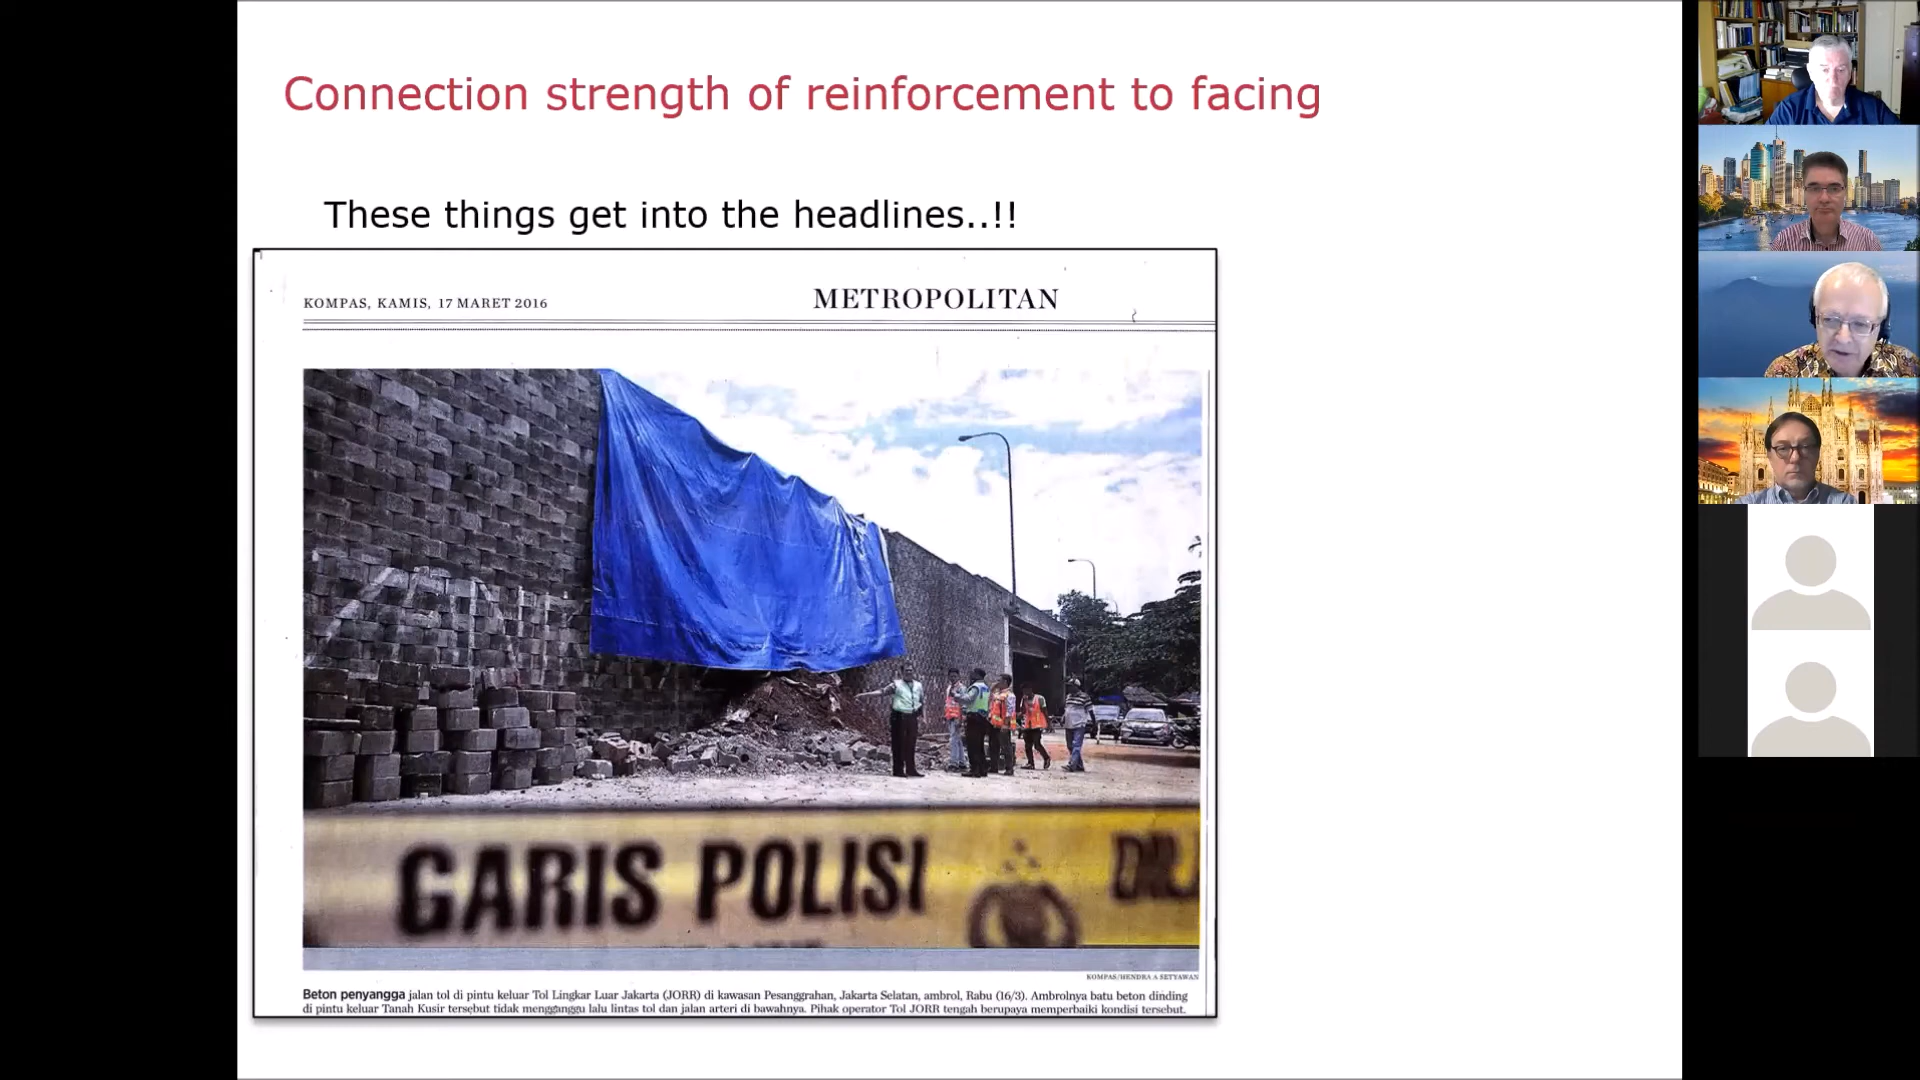 Connection strength of reinforcement to facing
These things get into the headlines..!!
KOMPAS, KAMIS, 17 MARET 2016
METROPOLITAN
GARIS POLISI
KOMPAS/HENDRA A SETYAWAN
Beton penyangga jalan tol di pintu keluar Tol Lingkar Luar Jakarta (JORR) di kawasan Pesanggrahan, Jakarta Selatan, ambrol, Rabu (16/3). Ambrolnya batu beton dinding
di pintu keluar Tanah Kusir tersebut tidak mengganggu lalu lintas tol dan jalan arteri di bawahnya. Pihak operator Tol JORR tengah berupaya memperbaiki kondisi tersebut.